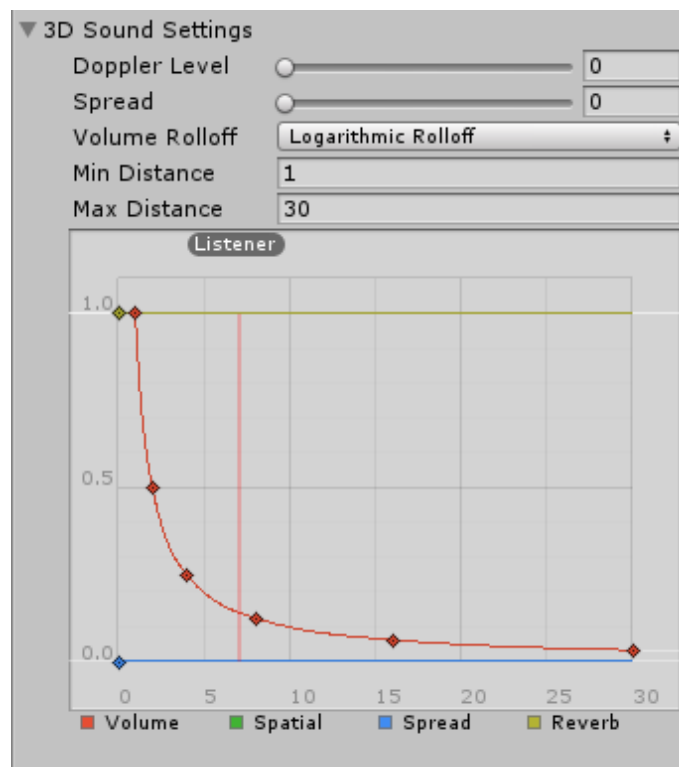 3D Sound Settings
Doppler Level 0
Spread 0
Volume Rolloff Logarithmic Rolloff
Min Distance 1
Max Distance 30
Listener
1.0
0.5
0.0
0 5 10 15 20 25 30
Volume Spatial Spread Reverb